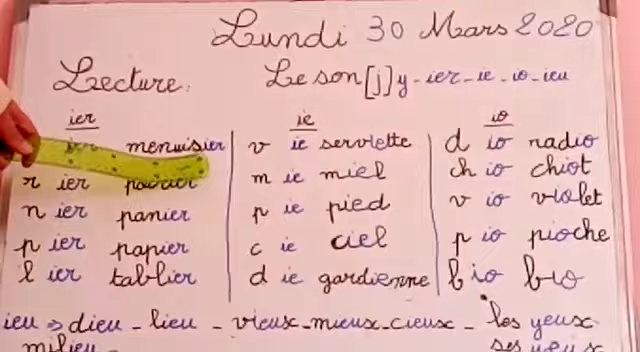 Lundi 30 Mars 2020
Lecture: Le son [j] y - ier - ie - io - ieu
ier ie io
menuisier v ie serviette d io radio
r ier m ie miel ch io chiot
n ier panier p ie pied v io violet
p ier papier c ie ciel p io pioche
l ier tablier d ie gardienne b io bio
ieu => dieu - lieu - vieux - mieux - cieux - les yeux
milieu